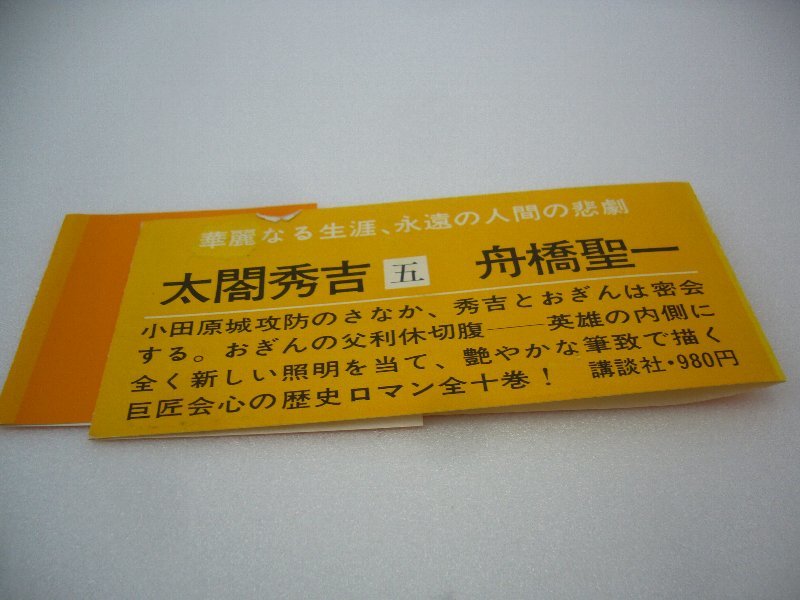 華麗なる生涯、永遠の人間の悲劇
太閤秀吉 五 舟橋聖一
小田原城攻防のさなか、秀吉とおぎんは密会
する。おぎんの父利休切腹――英雄の内側に
全く新しい照明を当て、艶やかな筆致で描く
巨匠会心の歴史ロマン全十巻！ 講談社・980円